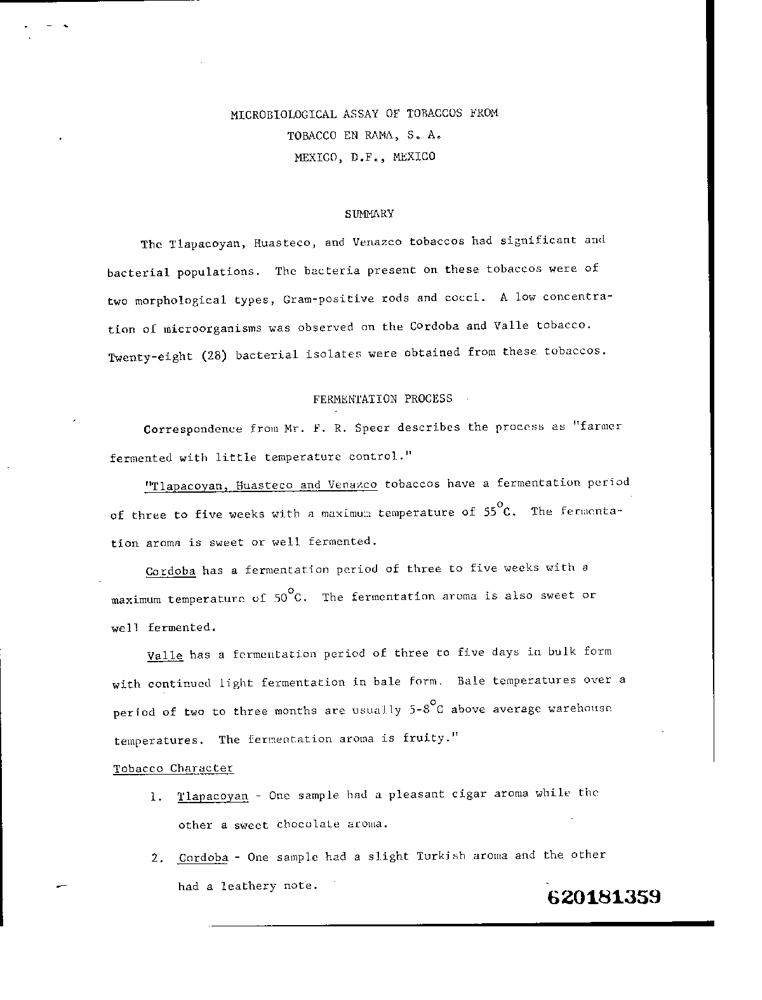 MICROBIOLOGICAL ASSAY OF TOBACCOS FROM
TOBACCO EN RAMA, S. A.
MEXICO, D.F., MEXICO
SUMMARY
The Tlapacoyan, Huasteco, and Venazco tobaccos had significant and
bacterial populations. The bacteria present on these tobaccos were of
two morphological types, Gram-positive rods and cocci. A low concentra-
tion of microorganisms was observed on the Cordoba and Valle tobacco.
Twenty-eight (28) bacterial isolates were obtained from these tobaccos.
FERMENTATION PROCESS
Correspondence from Mr. F. R. Speer describes the process as "farmer
fermented with little temperature control."
"Tlapacoyan, Huasteco and Venazco tobaccos have a fermentation period
of three to five weeks with a maximum temperature of 55°C. The fermenta-
tion aroma is sweet or well fermented.
Cordoba has a fermentation period of three to five weeks with a
maximum temperature of 50°C. The fermentation aroma is also sweet or
well fermented.
Valle has a fermentation period of three to five days in bulk form
with continued light fermentation in bale form. Bale temperatures over a
period of two to three months are usually 5-8°C above average warehouse
temperatures. The fermentation aroma is fruity."
Tobacco Character
1. Tlapacoyan - One sample had a pleasant cigar aroma while the
other a sweet chocolate aroma.
2. Cordoba - One sample had a slight Turkish aroma and the other
had a leathery note.
620181359